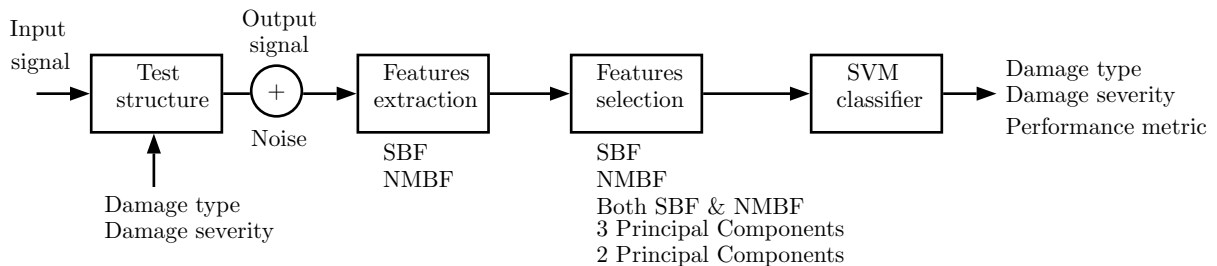 Input
signal
Test
structure
Damage type
Damage severity
Output
signal
+
Noise
Features
extraction
SBF
NMBF
Features
selection
SBF
NMBF
Both SBF & NMBF
3 Principal Components
2 Principal Components
SVM
classifier
Damage type
Damage severity
Performance metric